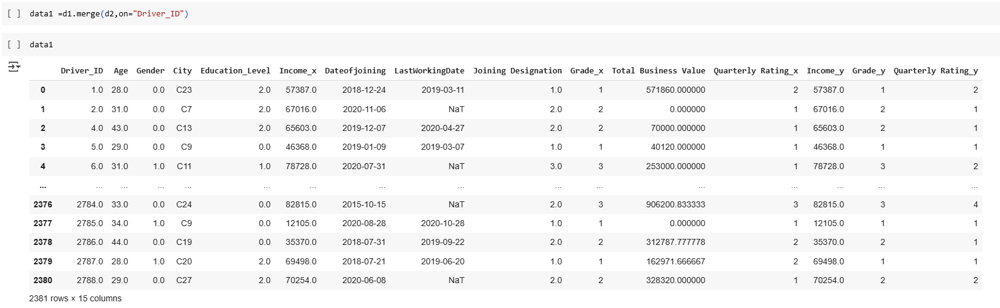 [ ] data1 =d1.merge(d2,on="Driver_ID")
[ ] data1
Driver_ID Age Gender City Education_Level Income_x Dateofjoining LastWorkingDate Joining Designation Grade_x Total Business Value Quarterly Rating_x Income_y Grade_y Quarterly Rating_y
0 1.0 28.0 0.0 C23 2.0 57387.0 2018-12-24 2019-03-11 1.0 1 571860.000000 2 57387.0 1 2
1 2.0 31.0 0.0 C7 2.0 67016.0 2020-11-06 NaT 2.0 2 0.000000 1 67016.0 2 1
2 4.0 43.0 0.0 C13 2.0 65603.0 2019-12-07 2020-04-27 2.0 2 70000.000000 1 65603.0 2 1
3 5.0 29.0 0.0 C9 0.0 46368.0 2019-01-09 2019-03-07 1.0 1 40120.000000 1 46368.0 1 1
4 6.0 31.0 1.0 C11 1.0 78728.0 2020-07-31 NaT 3.0 3 253000.000000 1 78728.0 3 2
... ... ... ... ... ... ... ... ... ... ... ... ... ... ... ...
2376 2784.0 33.0 0.0 C24 0.0 82815.0 2015-10-15 NaT 2.0 3 906200.833333 3 82815.0 3 4
2377 2785.0 34.0 1.0 C9 0.0 12105.0 2020-08-28 2020-10-28 1.0 1 0.000000 1 12105.0 1 1
2378 2786.0 44.0 0.0 C19 0.0 35370.0 2018-07-31 2019-09-22 2.0 2 312787.777778 2 35370.0 2 1
2379 2787.0 28.0 1.0 C20 2.0 69498.0 2018-07-21 2019-06-20 1.0 1 162971.666667 2 69498.0 1 1
2380 2788.0 29.0 0.0 C27 2.0 70254.0 2020-06-08 NaT 2.0 2 328320.000000 1 70254.0 2 2
2381 rows × 15 columns